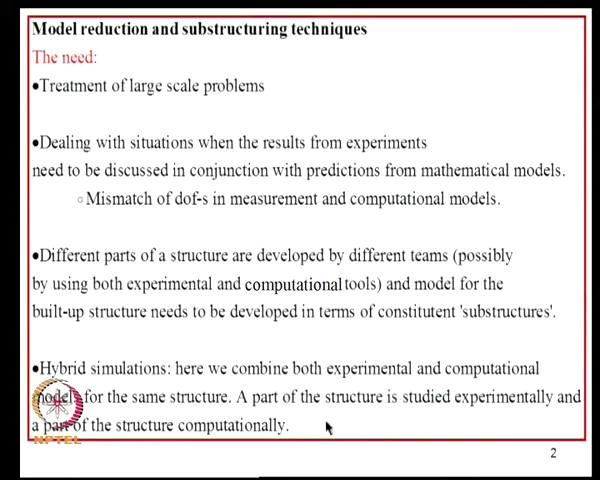 Model reduction and substructuring techniques
The need:
•Treatment of large scale problems
•Dealing with situations when the results from experiments
need to be discussed in conjunction with predictions from mathematical models.
○Mismatch of dof-s in measurement and computational models.
•Different parts of a structure are developed by different teams (possibly
by using both experimental and computational tools) and model for the
built-up structure needs to be developed in terms of constitutent 'substructures'.
•Hybrid simulations: here we combine both experimental and computational
models for the same structure. A part of the structure is studied experimentally and
a part of the structure computationally.
NPTEL
2